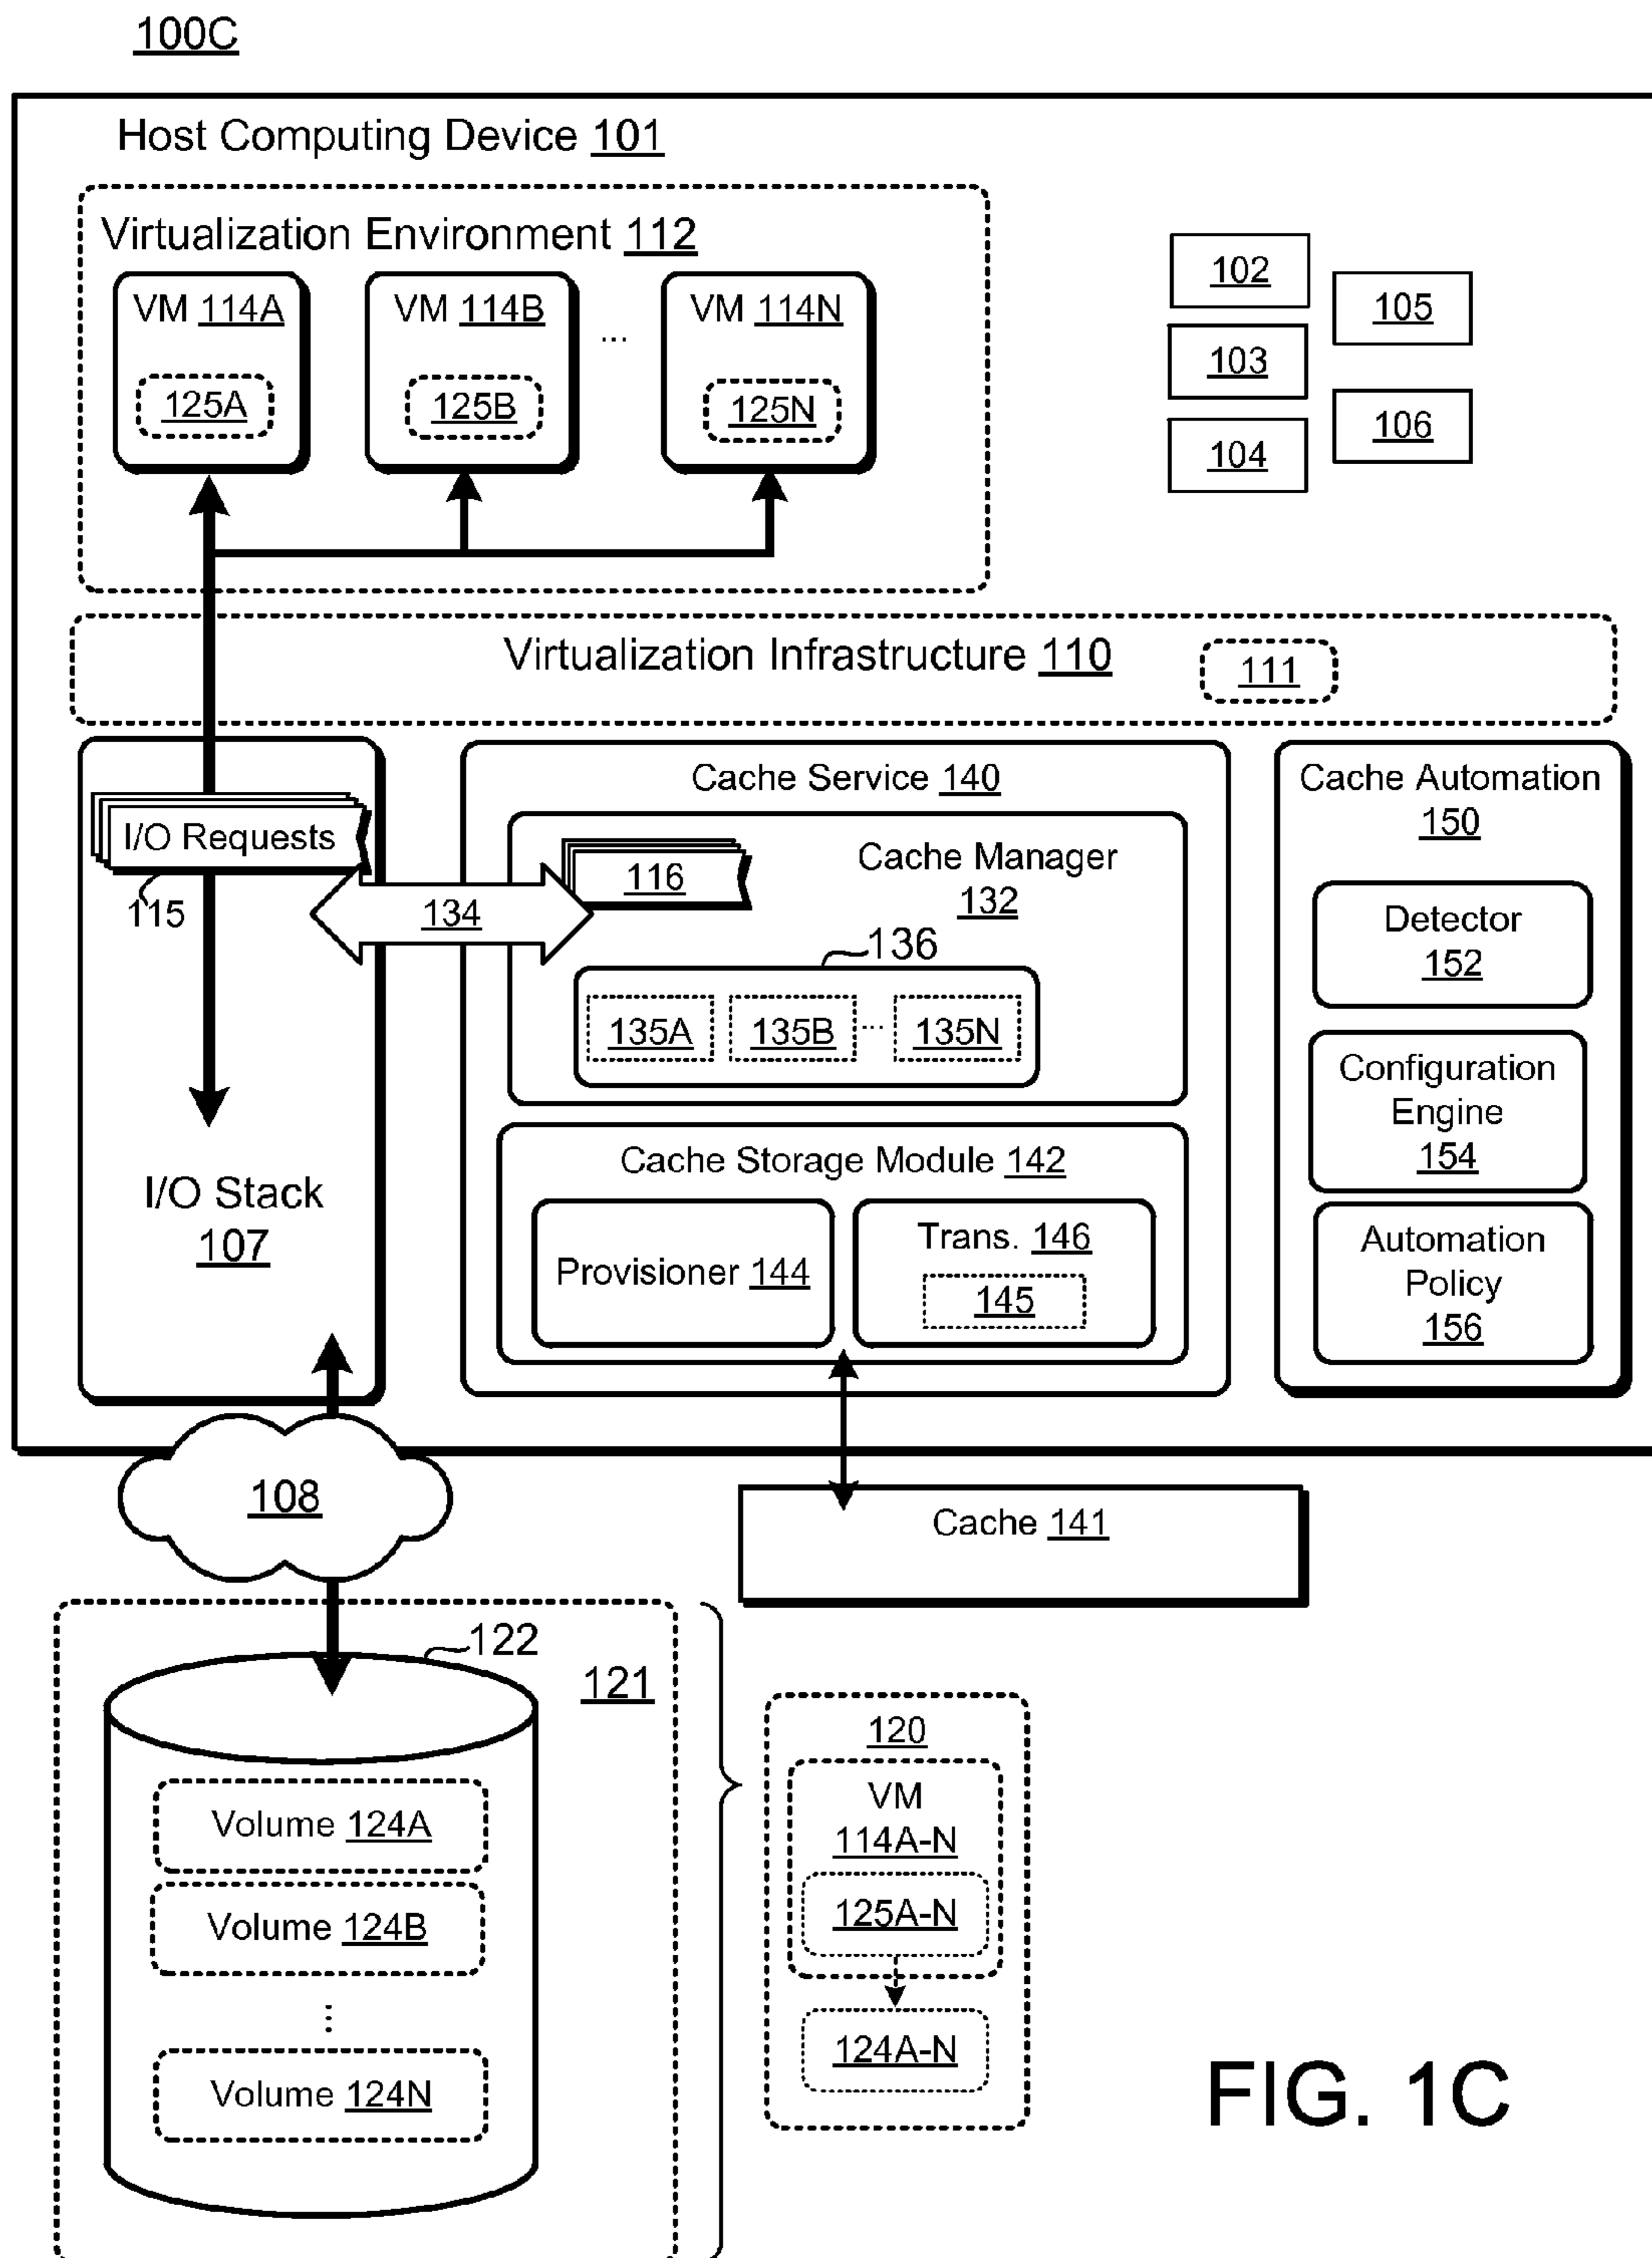 100C
Host Computing Device 101
Virtualization Environment 112
VM 114A
125A
VM 114B
125B
...
VM 114N
125N
102
103
104
105
106
Virtualization Infrastructure 110
111
I/O Requests
115
I/O Stack
107
134
Cache Service 140
116
Cache Manager
132
136
135A
135B
...
135N
Cache Storage Module 142
Provisioner 144
Trans. 146
145
Cache Automation
150
Detector
152
Configuration
Engine
154
Automation
Policy
156
108
Cache 141
122
121
Volume 124A
Volume 124B
...
Volume 124N
120
VM
114A-N
125A-N
124A-N
FIG. 1C